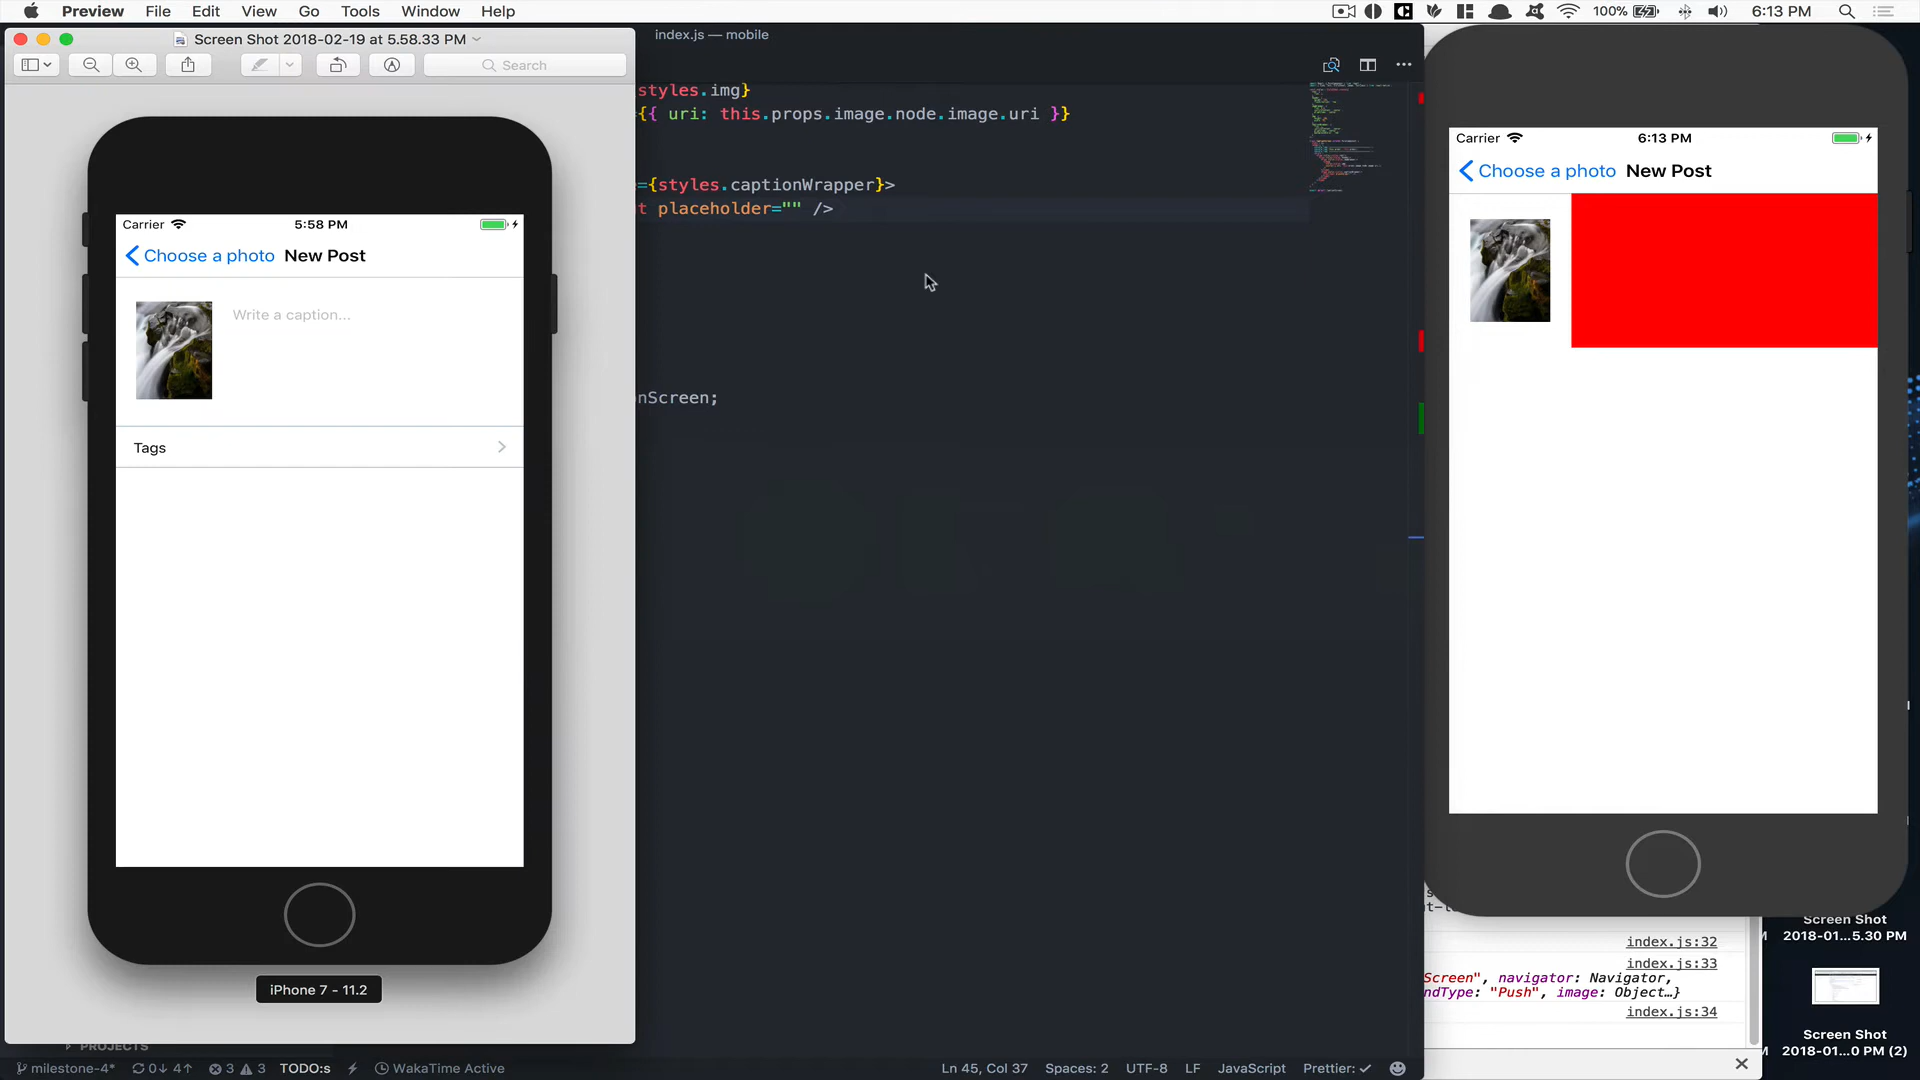 Preview File Edit View Go Tools Window Help 100% 6:13 PM
Screen Shot 2018-02-19 at 5.58.33 PM
Search
Carrier 5:58 PM
Choose a photo New Post
Write a caption...
Tags
iPhone 7 - 11.2
index.js — mobile
styles.img}
{{ uri: this.props.image.node.image.uri }}
={styles.captionWrapper}>
t placeholder="" />
nScreen;
Carrier 6:13 PM
Choose a photo New Post
index.js:32
index.js:33
Screen", navigator: Navigator,
ndType: "Push", image: Object…}
index.js:34
Screen Shot
2018-01...5.30 PM
Screen Shot
2018-01...0 PM (2)
PROJECTS
milestone-4* 0↓ 4↑ 3 3 TODO:s WakaTime Active Ln 45, Col 37 Spaces: 2 UTF-8 LF JavaScript Prettier: ✓